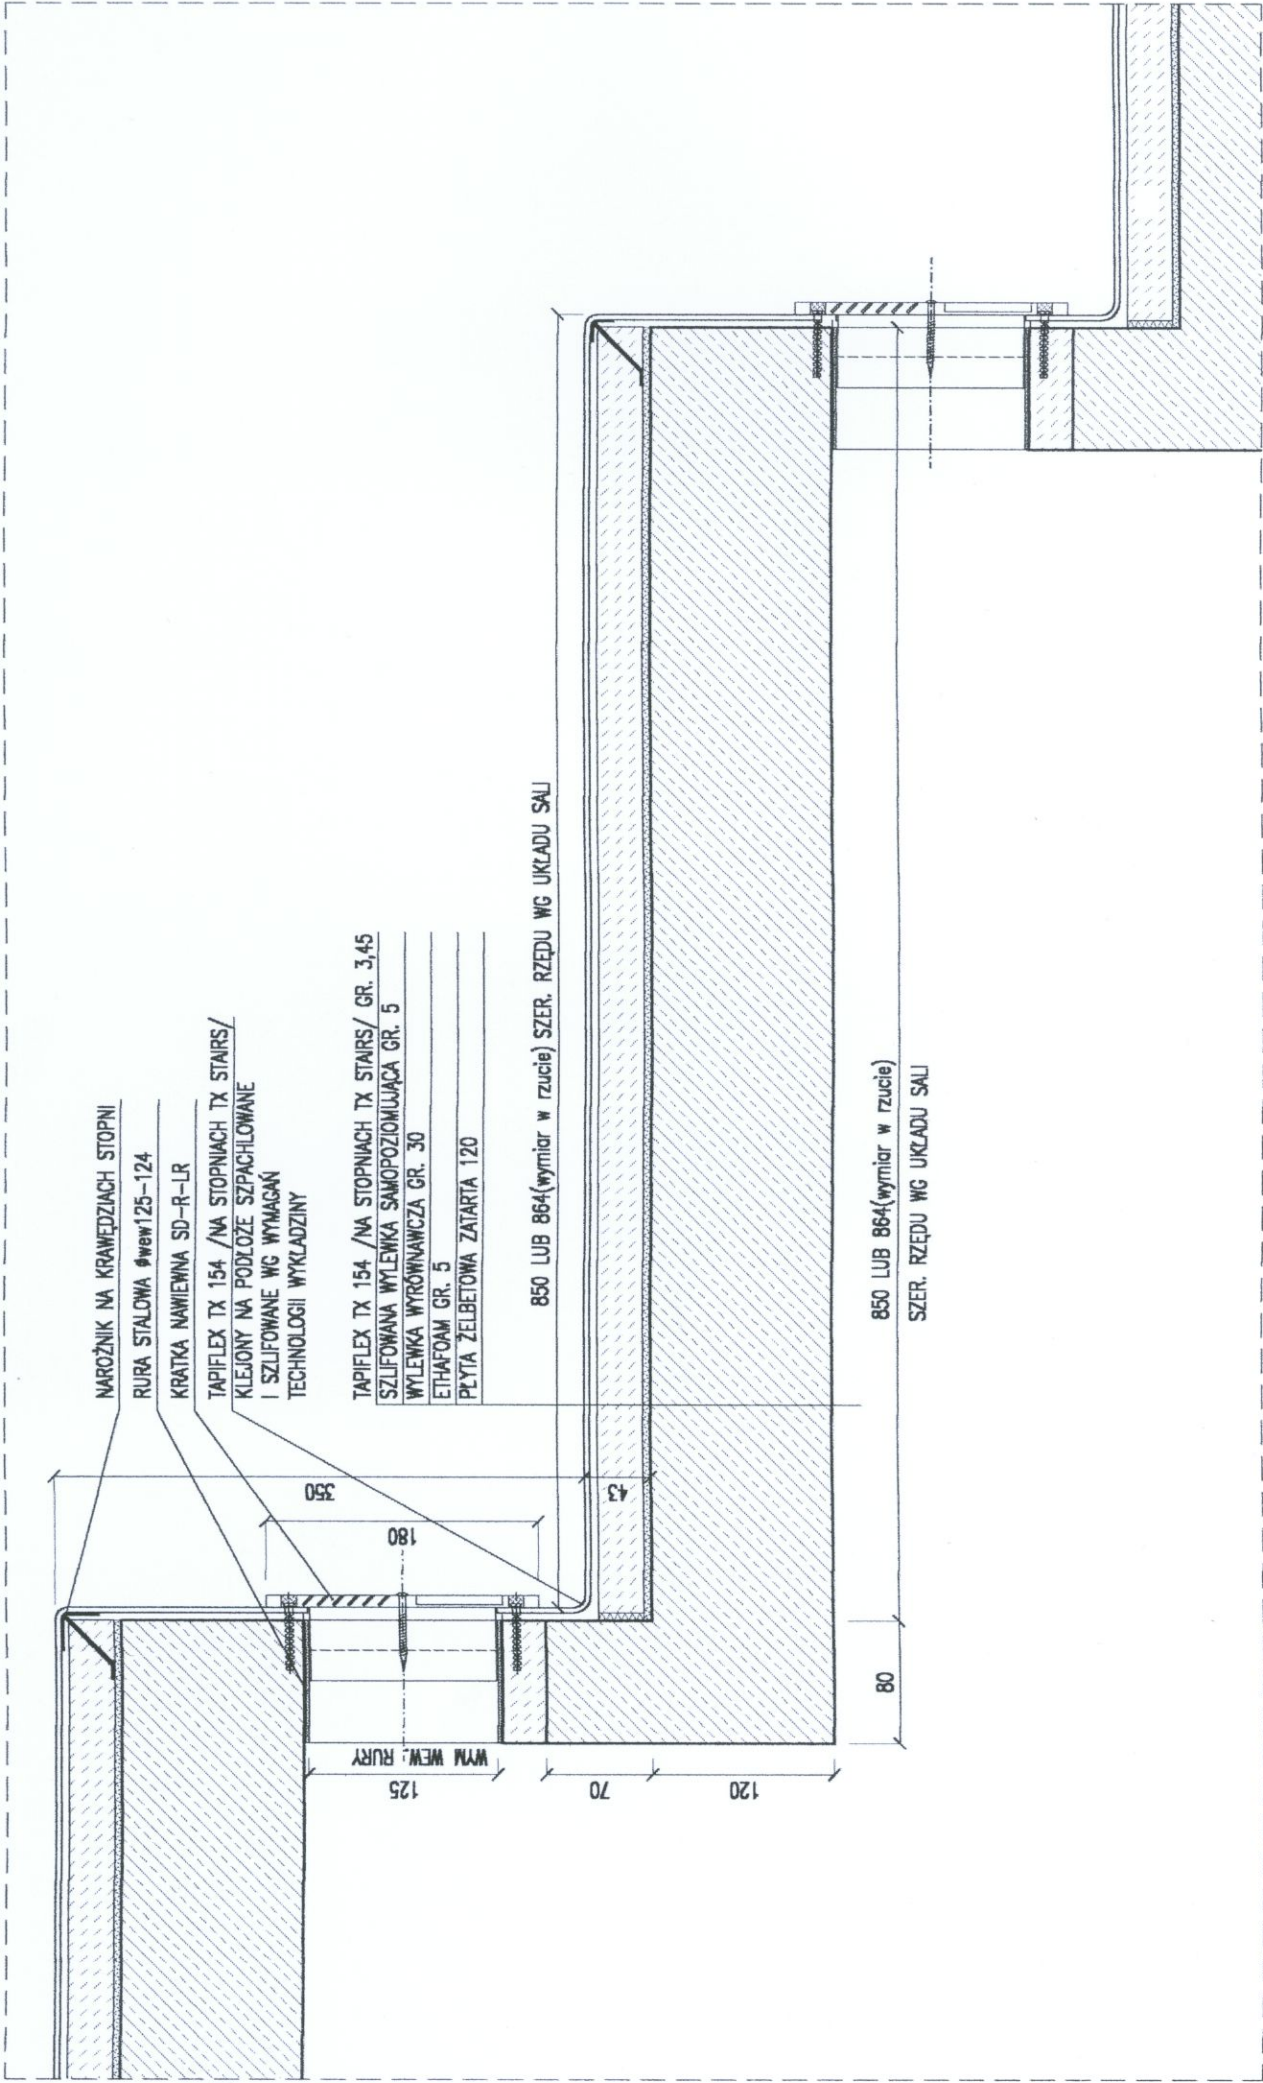 NAROŻNIK NA KRAWĘDZIACH STOPNI
RURA STALOWA øwew125-124
KRATKA NAWIEWNA SD-R-LR
TAPIFLEX TX 154 /NA STOPNIACH TX STAIRS/
KLEJONY NA PODŁOŻE SZPACHLOWANE
I SZLIFOWANE WG WYMAGAŃ
TECHNOLOGII WYKŁADZINY
TAPIFLEX TX 154 /NA STOPNIACH TX STAIRS/ GR. 3,45
SZLIFOWANA WYLEWKA SAMOPOZIOMUJĄCA GR. 5
WYLEWKA WYRÓWNAWCZA GR. 30
ETHAFOAM GR. 5
PŁYTA ŻELBETOWA ZATARTA 120
850 LUB 864(wymiar w rzucie) SZER. RZĘDU WG UKŁADU SALI
350
43
180
WYM WEW. RURY
125
70
120
80
850 LUB 864(wymiar w rzucie)
SZER. RZĘDU WG UKŁADU SALI